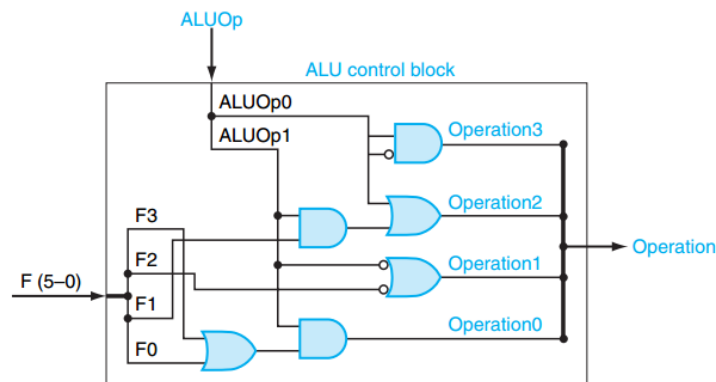 ALUOp
ALU control block
ALUOp0
ALUOp1
Operation3
Operation2
F3
F2
Operation1
Operation
F (5–0)
F1
Operation0
F0